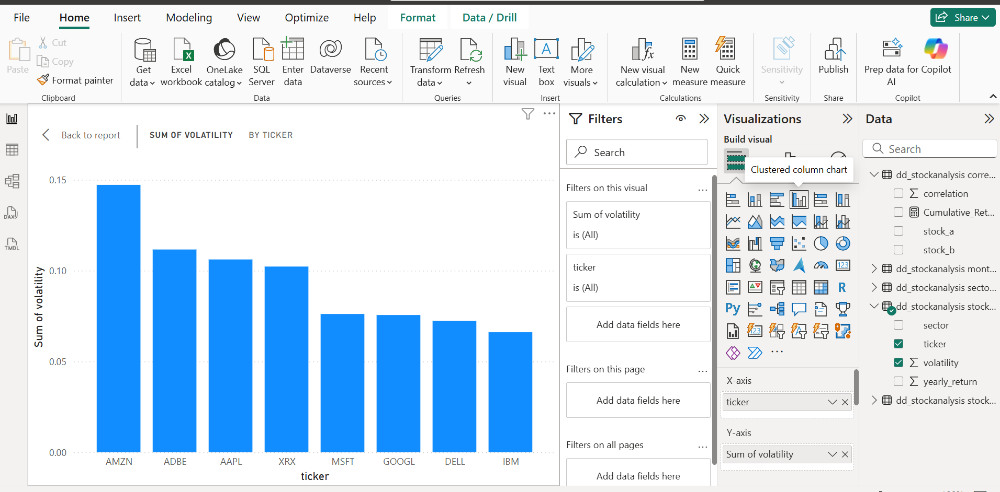 File Home Insert Modeling View Optimize Help Format Data / Drill Share
Paste
Cut
Copy
Format painter
Clipboard
Get data
Excel workbook
OneLake catalog
SQL Server
Enter data
Dataverse
Recent sources
Data
Transform data
Refresh
Queries
New visual
Text box
More visuals
Insert
New visual calculation
New measure
Quick measure
Calculations
Sensitivity
Sensitivity
Publish
Share
Prep data for AI
Copilot
Copilot
DAX
TMDL
Back to report
SUM OF VOLATILITY
BY TICKER
0.15
0.10
0.05
0.00
Sum of volatility
AMZN ADBE AAPL XRX MSFT GOOGL DELL IBM
ticker
Filters
Search
Filters on this visual
...
Sum of volatility
is (All)
ticker
is (All)
Add data fields here
Filters on this page
...
Add data fields here
Filters on all pages
...
Add data fields here
Visualizations
Build visual
Clustered column chart
123
R
Py
123
...
X-axis
ticker
Y-axis
Sum of volatility
Data
Search
dd_stockanalysis corre...
correlation
Cumulative_Ret...
stock_a
stock_b
dd_stockanalysis mont...
dd_stockanalysis secto...
dd_stockanalysis stock...
sector
ticker
volatility
yearly_return
dd_stockanalysis stock...